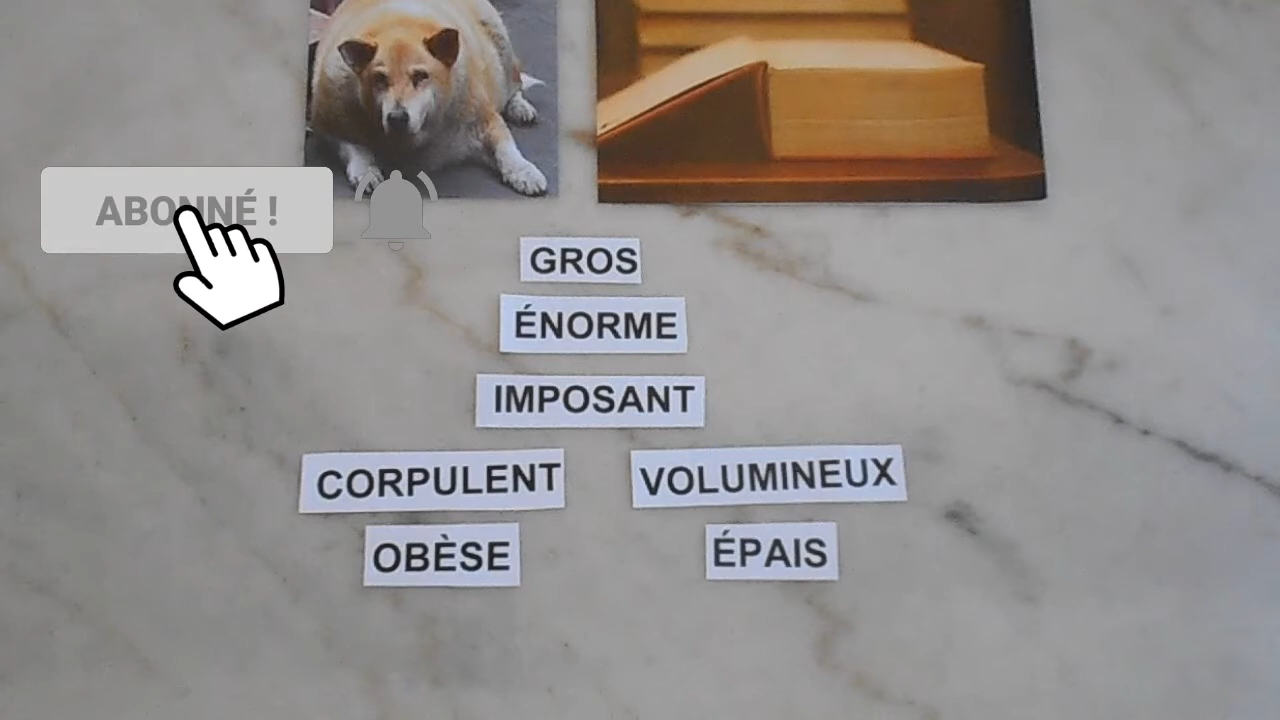 ABONNÉ !
GROS
ÉNORME
IMPOSANT
CORPULENT VOLUMINEUX
OBÈSE ÉPAIS